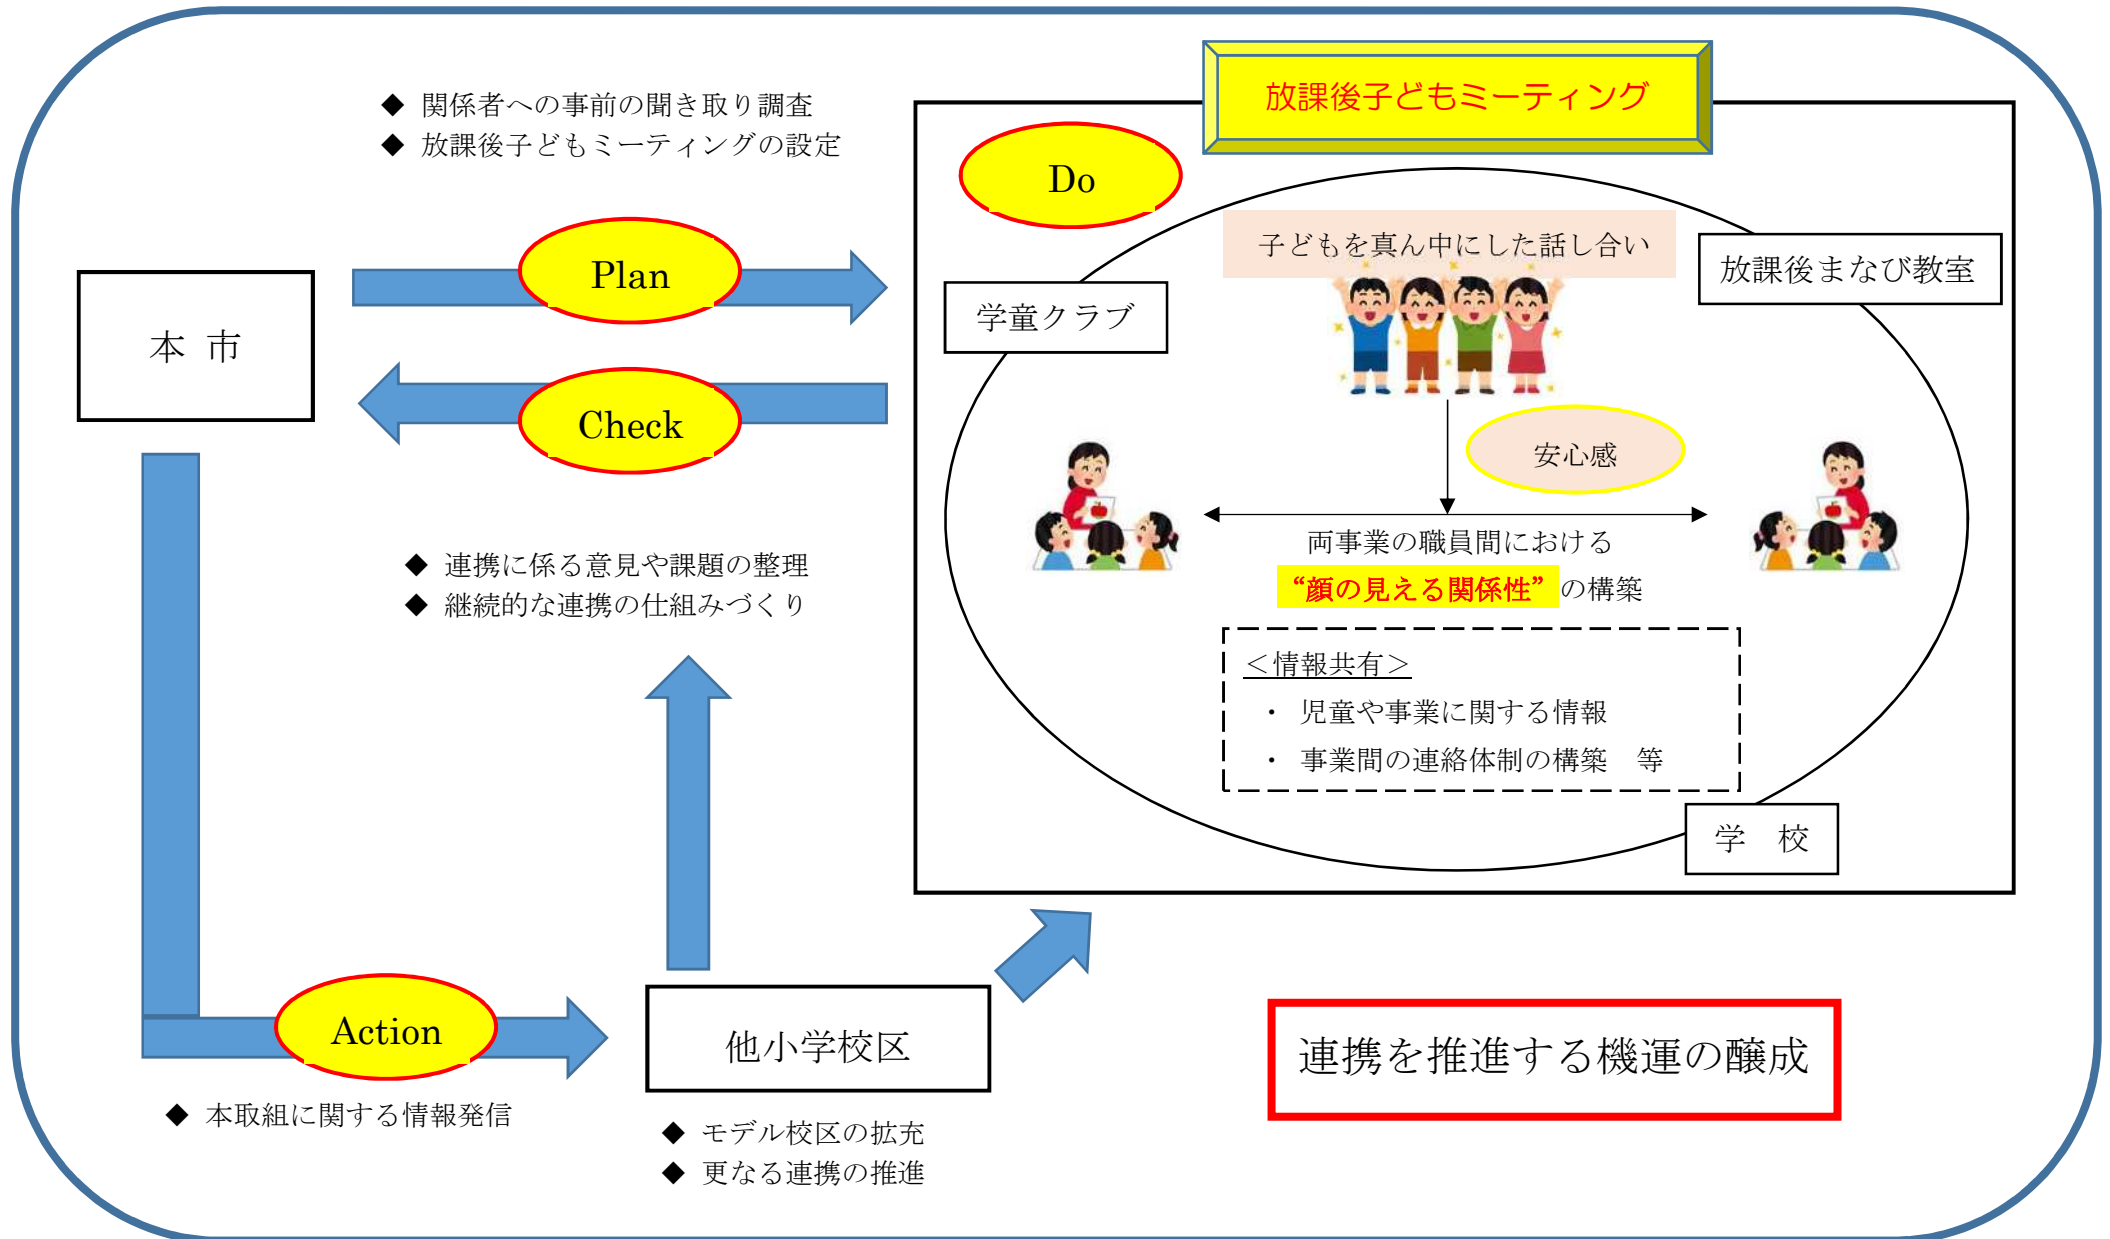 ◆ 関係者への事前の聞き取り調査
◆ 放課後子どもミーティングの設定
Plan
本 市
Check
◆ 連携に係る意見や課題の整理
◆ 継続的な連携の仕組みづくり
放課後子どもミーティング
Do
子どもを真ん中にした話し合い
放課後まなび教室
学童クラブ
安心感
両事業の職員間における
“顔の見える関係性” の構築
＜情報共有＞
・ 児童や事業に関する情報
・ 事業間の連絡体制の構築　等
学　校
Action
◆ 本取組に関する情報発信
他小学校区
◆ モデル校区の拡充
◆ 更なる連携の推進
連携を推進する機運の醸成